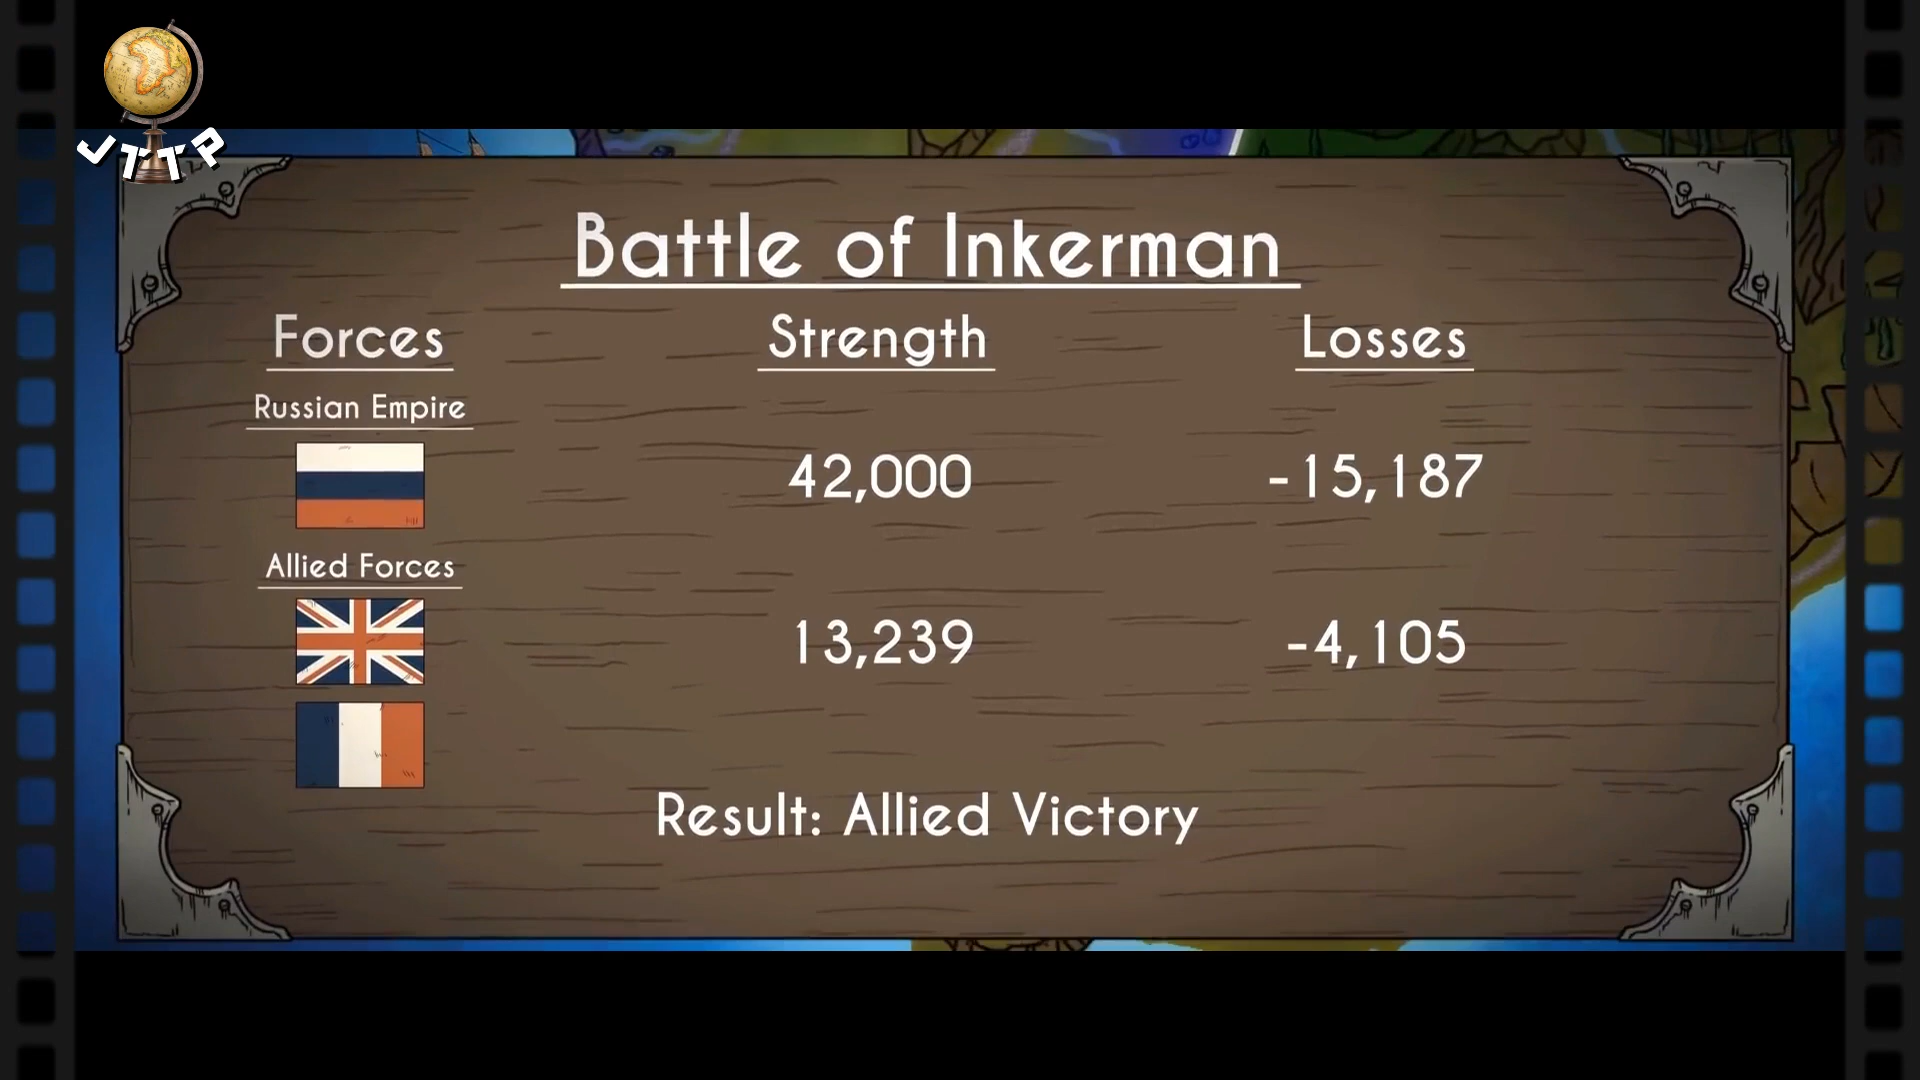 JTTP
Battle of Inkerman
Forces Strength Losses
Russian Empire
42,000 -15,187
Allied Forces
13,239 -4,105
Result: Allied Victory